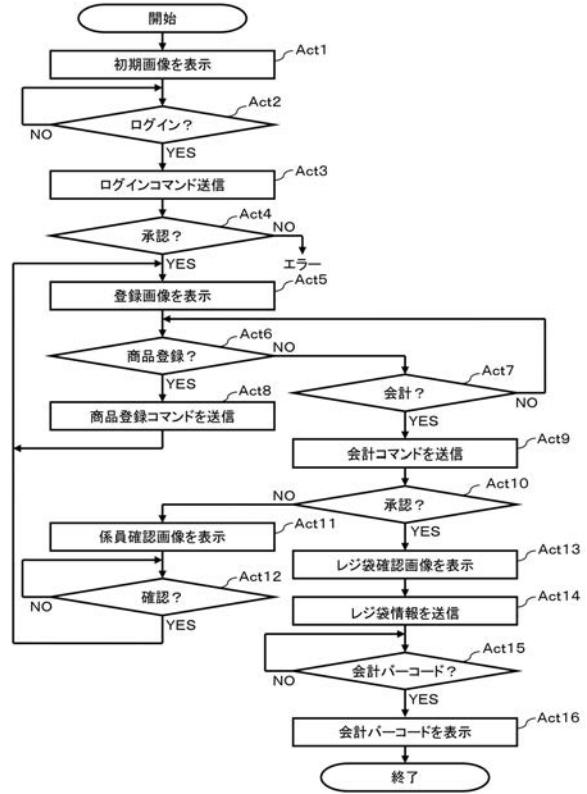 開始
Act1
初期画像を表示
Act2
ログイン？
NO
YES
Act3
ログインコマンド送信
Act4
承認？
NO
YES
エラー
Act5
登録画像を表示
Act6
商品登録？
NO
YES
Act7
会計？
NO
YES
Act8
商品登録コマンドを送信
Act9
会計コマンドを送信
Act10
承認？
NO
YES
Act11
係員確認画像を表示
Act12
確認？
NO
YES
Act13
レジ袋確認画像を表示
Act14
レジ袋情報を送信
Act15
会計バーコード？
NO
YES
Act16
会計バーコードを表示
終了